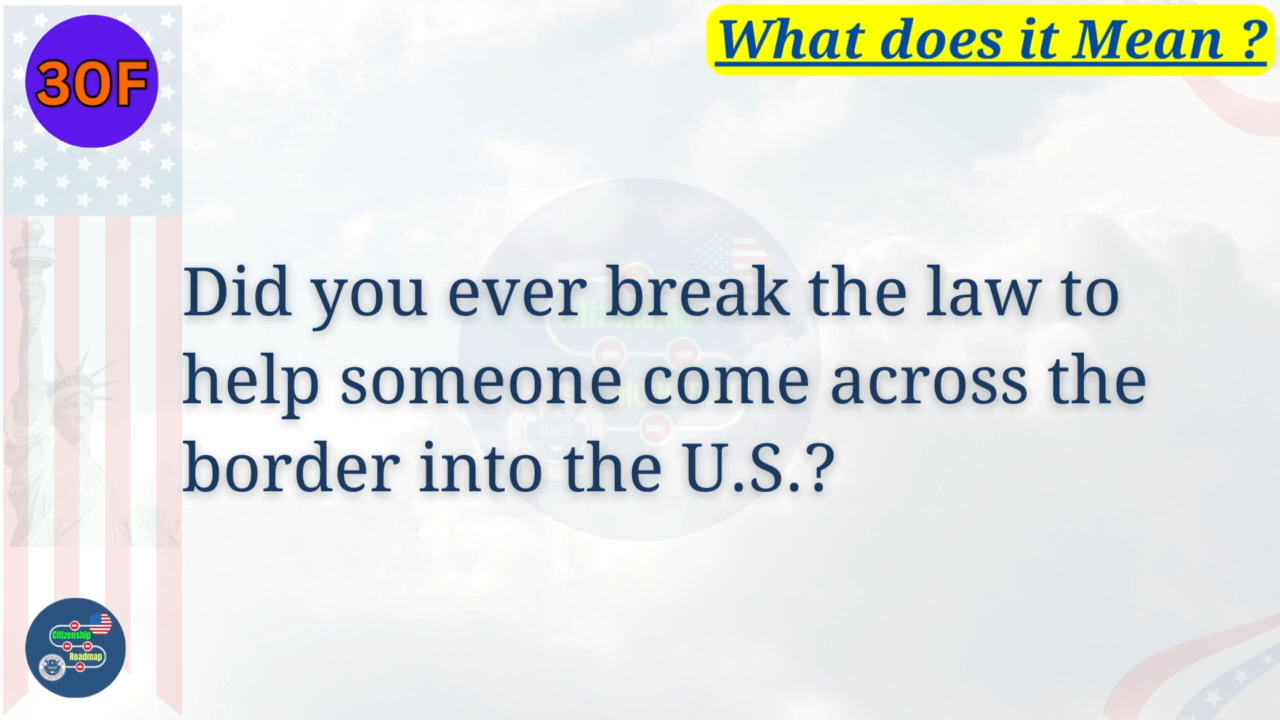 30F
What does it Mean ?
Did you ever break the law to
help someone come across the
border into the U.S.?
Citizenship
Roadmap